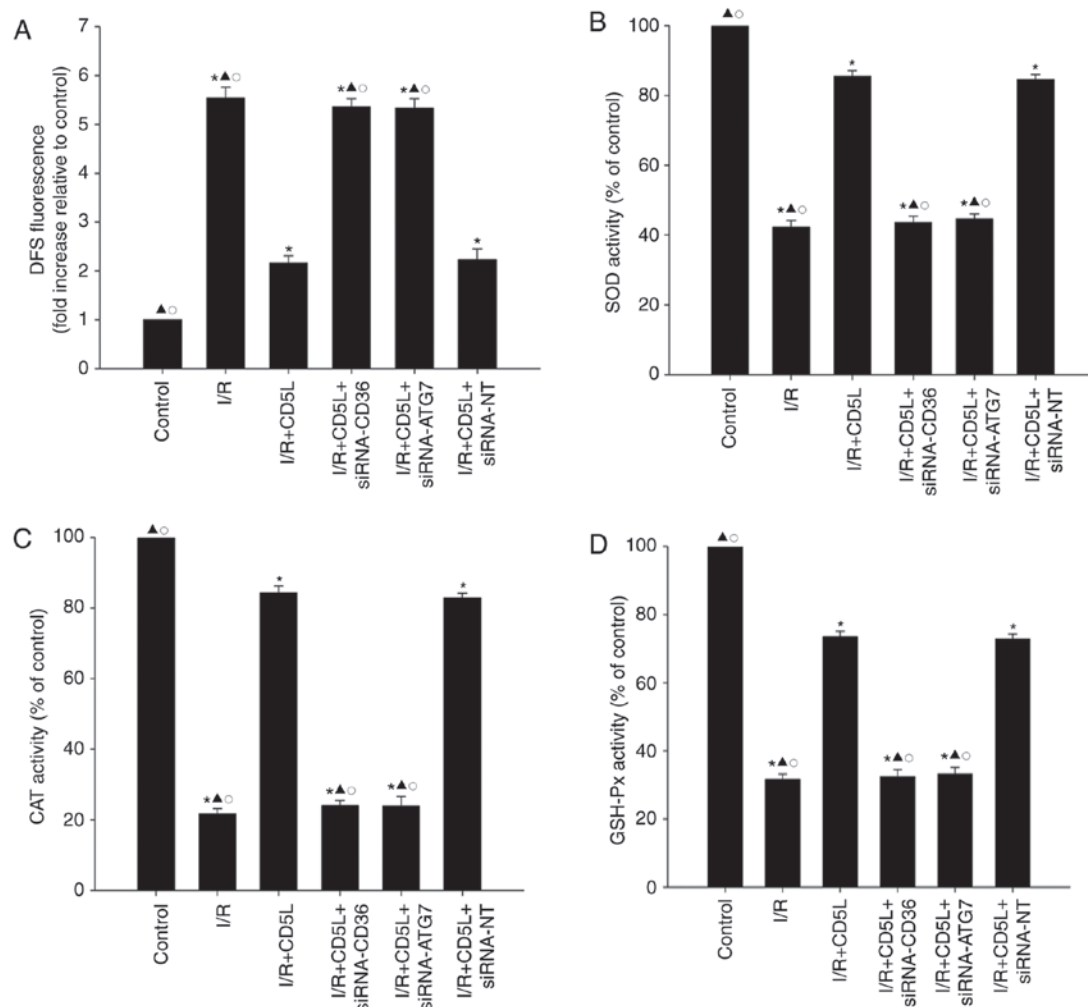 A
DFS fluorescence
(fold increase relative to control)
7
6
5
4
3
2
1
0
▲○
*▲○
*
*▲○
*▲○
*
Control
I/R
I/R+CD5L
I/R+CD5L+
siRNA-CD36
I/R+CD5L+
siRNA-ATG7
I/R+CD5L+
siRNA-NT
B
SOD activity (% of control)
100
80
60
40
20
0
▲○
*▲○
*
*▲○
*▲○
*
Control
I/R
I/R+CD5L
I/R+CD5L+
siRNA-CD36
I/R+CD5L+
siRNA-ATG7
I/R+CD5L+
siRNA-NT
C
CAT activity (% of control)
100
80
60
40
20
0
▲○
*▲○
*
*▲○
*▲○
*
Control
I/R
I/R+CD5L
I/R+CD5L+
siRNA-CD36
I/R+CD5L+
siRNA-ATG7
I/R+CD5L+
siRNA-NT
D
GSH-Px activity (% of control)
100
80
60
40
20
0
▲○
*▲○
*
*▲○
*▲○
*
Control
I/R
I/R+CD5L
I/R+CD5L+
siRNA-CD36
I/R+CD5L+
siRNA-ATG7
I/R+CD5L+
siRNA-NT